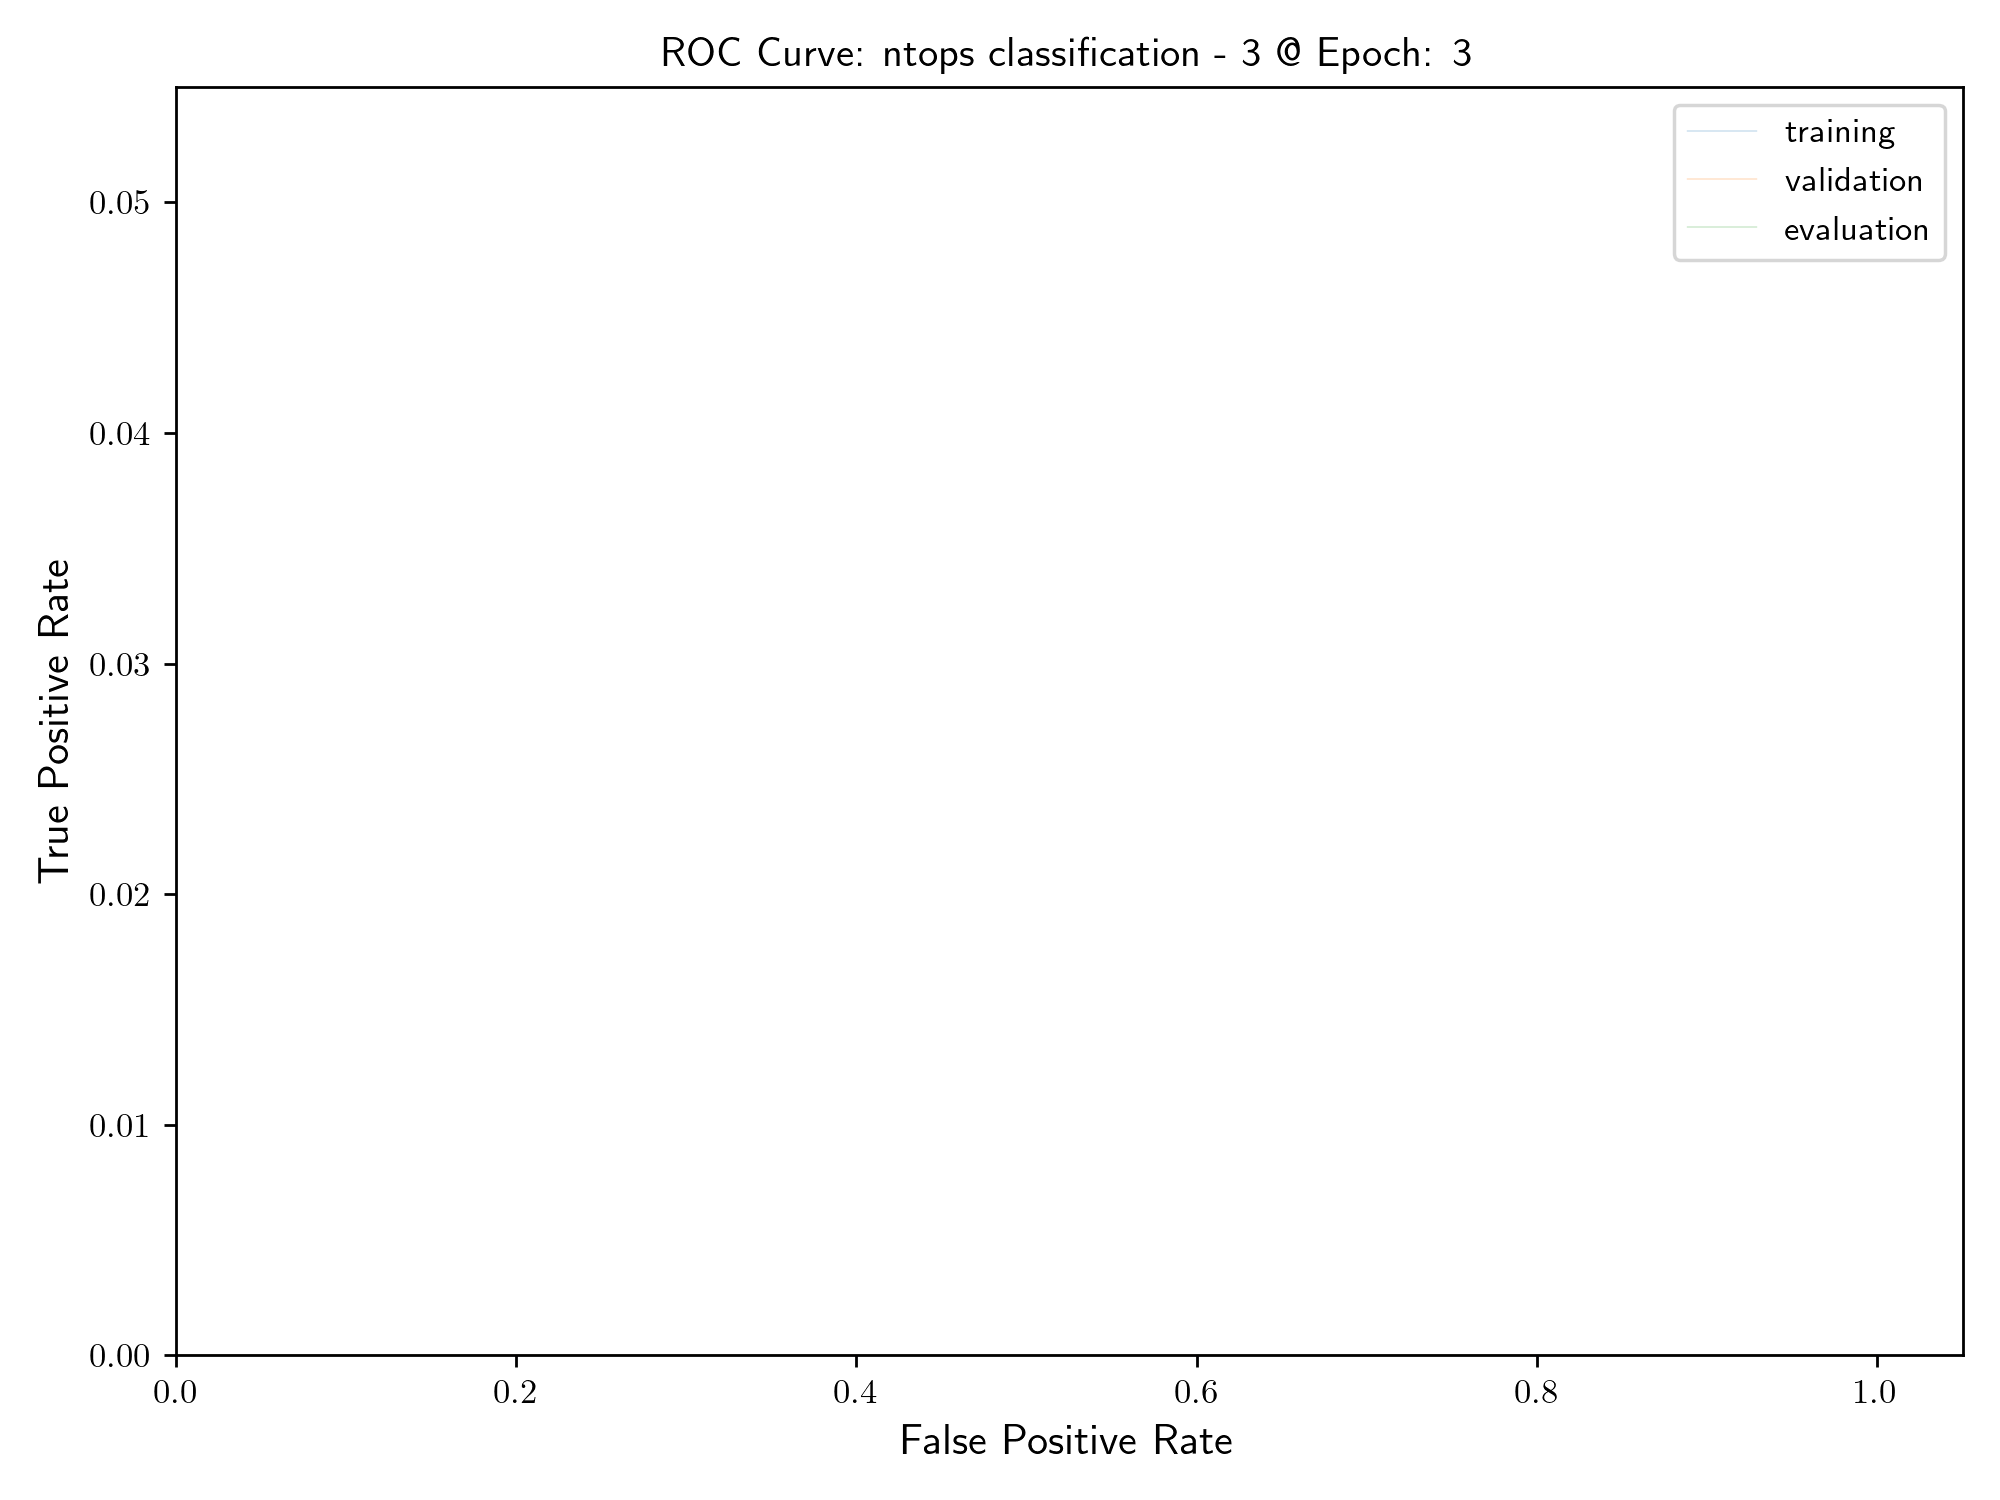 ROC Curve: ntops classification - 3 @ Epoch: 3
training
validation
evaluation
True Positive Rate
0.05
0.04
0.03
0.02
0.01
0.00
0.0 0.2 0.4 0.6 0.8 1.0
False Positive Rate